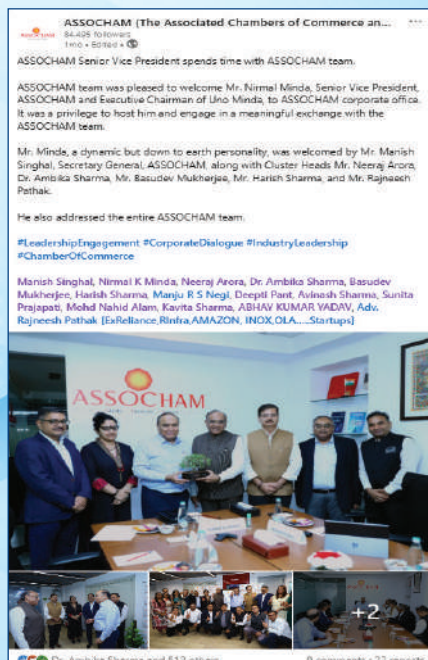 ASSOCHAM (The Associated Chambers of Commerce an... ...
84,495 followers
1mo • Edited •
ASSOCHAM Senior Vice President spends time with ASSOCHAM team.
ASSOCHAM team was pleased to welcome Mr. Nirmal Minda, Senior Vice President,
ASSOCHAM and Executive Chairman of Uno Minda, to ASSOCHAM corporate office.
It was a privilege to host him and engage in a meaningful exchange with the
ASSOCHAM team.
Mr. Minda, a dynamic but down to earth personality, was welcomed by Mr. Manish
Singhal, Secretary General, ASSOCHAM, along with Cluster Heads Mr. Neeraj Arora,
Dr. Ambika Sharma, Mr. Basudev Mukherjee, Mr. Harish Sharma, and Mr. Rajneesh
Pathak.
He also addressed the entire ASSOCHAM team.
#LeadershipEngagement #CorporateDialogue #IndustryLeadership
#ChamberOfCommerce
Manish Singhal, Nirmal K Minda, Neeraj Arora, Dr. Ambika Sharma, Basudev
Mukherjee, Harish Sharma, Manju R S Negi, Deepti Pant, Avinash Sharma, Sunita
Prajapati, Mohd Nahid Alam, Kavita Sharma, ABHAY KUMAR YADAV, Adv.
Rajneesh Pathak [ExReliance,RInfra,AMAZON, INOX,OLA.....Startups]
ASSOCHAM
+2
Dr. Ambika Sharma and 513 others